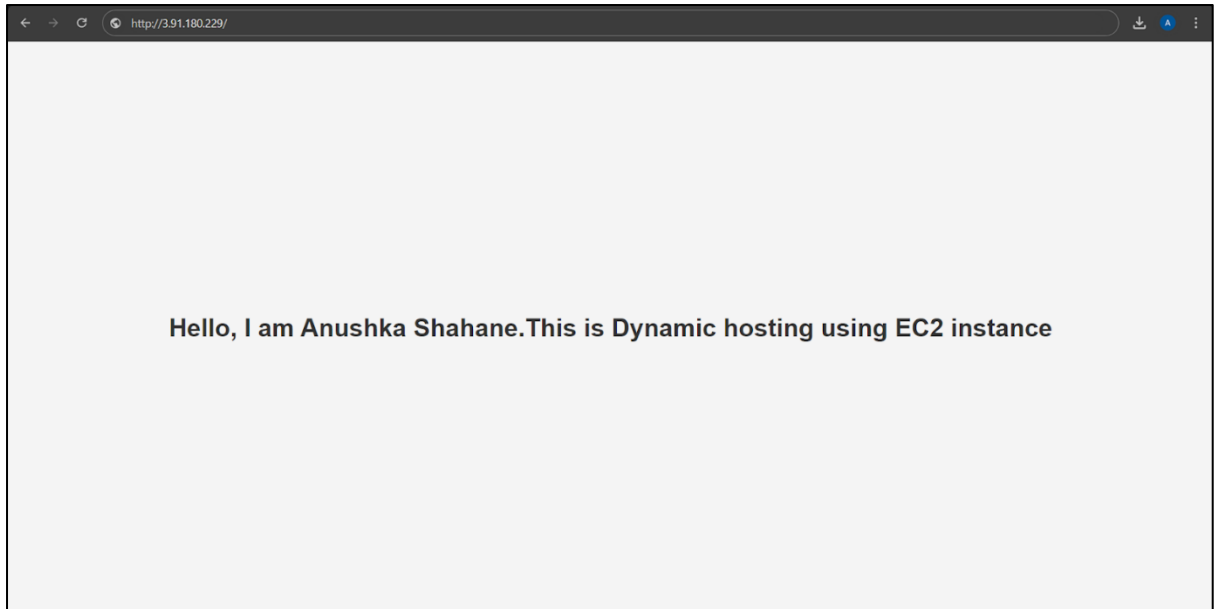 http://3.91.180.229/
A
Hello, I am Anushka Shahane.This is Dynamic hosting using EC2 instance